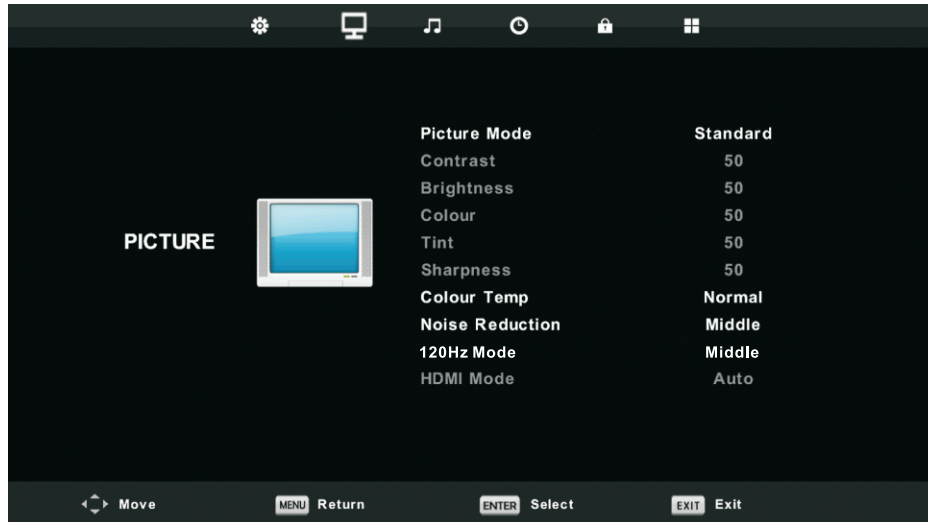 Picture Mode Standard
Contrast 50
Brightness 50
Colour 50
PICTURE
Tint 50
Sharpness 50
Colour Temp Normal
Noise Reduction Middle
120Hz Mode Middle
HDMI Mode Auto
Move MENU Return ENTER Select EXIT Exit